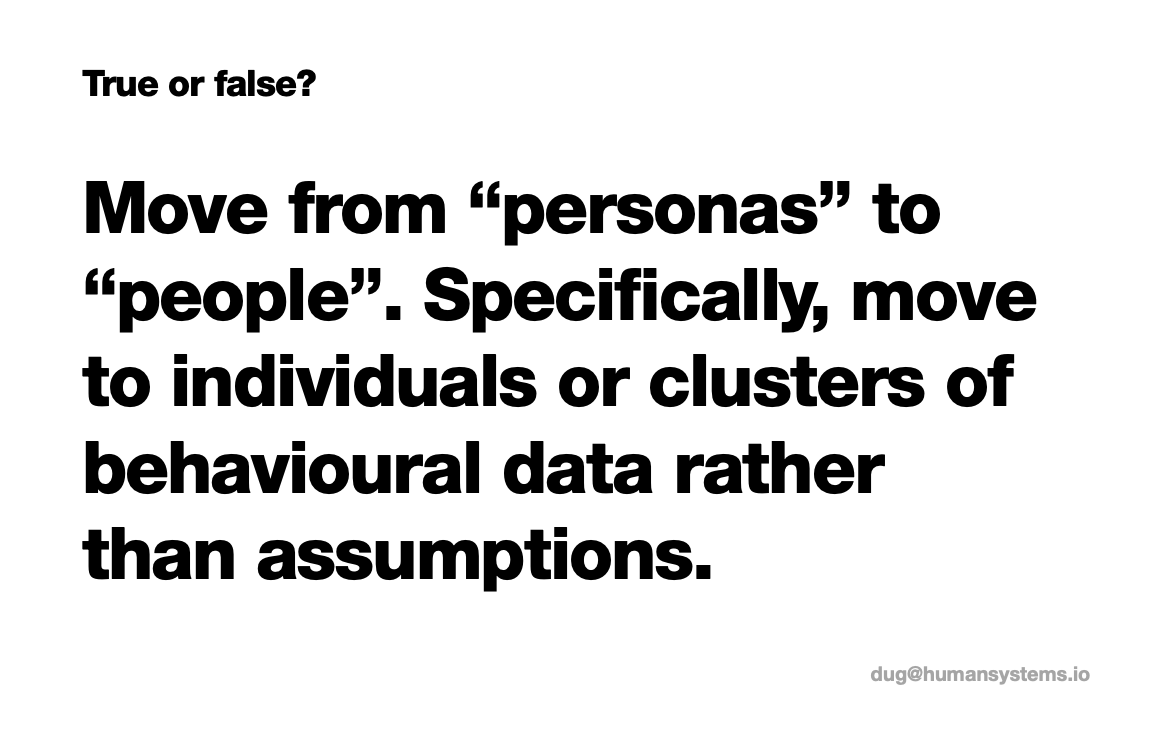 True or false?
Move from “personas” to
“people”. Specifically, move
to individuals or clusters of
behavioural data rather
than assumptions.
dug@humansystems.io